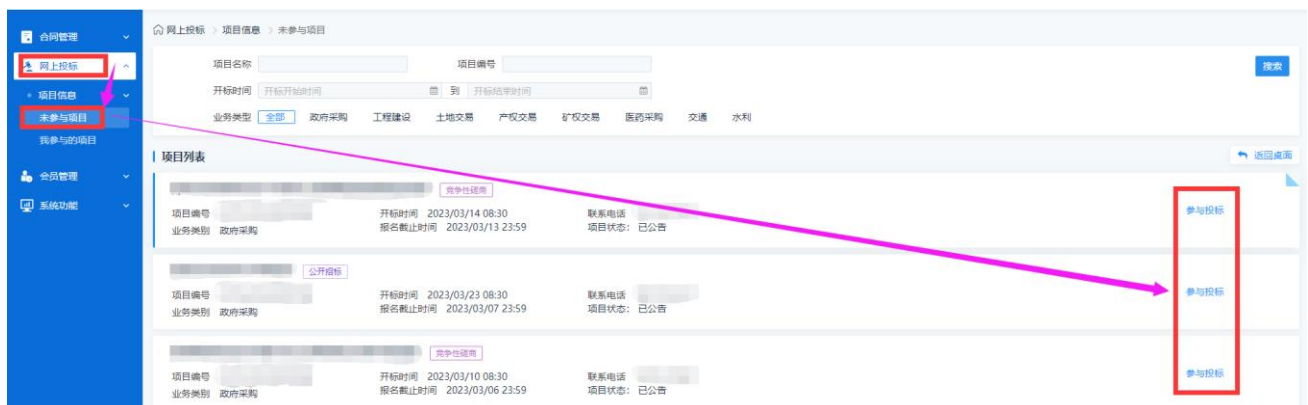 合同管理
网上投标
项目信息
未参与项目
我参与的项目
会员管理
系统功能
网上投标 > 项目信息 > 未参与项目
项目名称 项目编号 搜索
开标时间 开标开始时间 到 开标结束时间
业务类型 全部 政府采购 工程建设 土地交易 产权交易 矿权交易 医药采购 交通 水利
项目列表 返回桌面
竞争性磋商
项目编号 开标时间 2023/03/14 08:30 联系电话 参与投标
业务类别 政府采购 报名截止时间 2023/03/13 23:59 项目状态: 已公告
公开招标
项目编号 开标时间 2023/03/23 08:30 联系电话 参与投标
业务类别 政府采购 报名截止时间 2023/03/07 23:59 项目状态: 已公告
竞争性磋商
项目编号 开标时间 2023/03/10 08:30 联系电话 参与投标
业务类别 政府采购 报名截止时间 2023/03/06 23:59 项目状态: 已公告